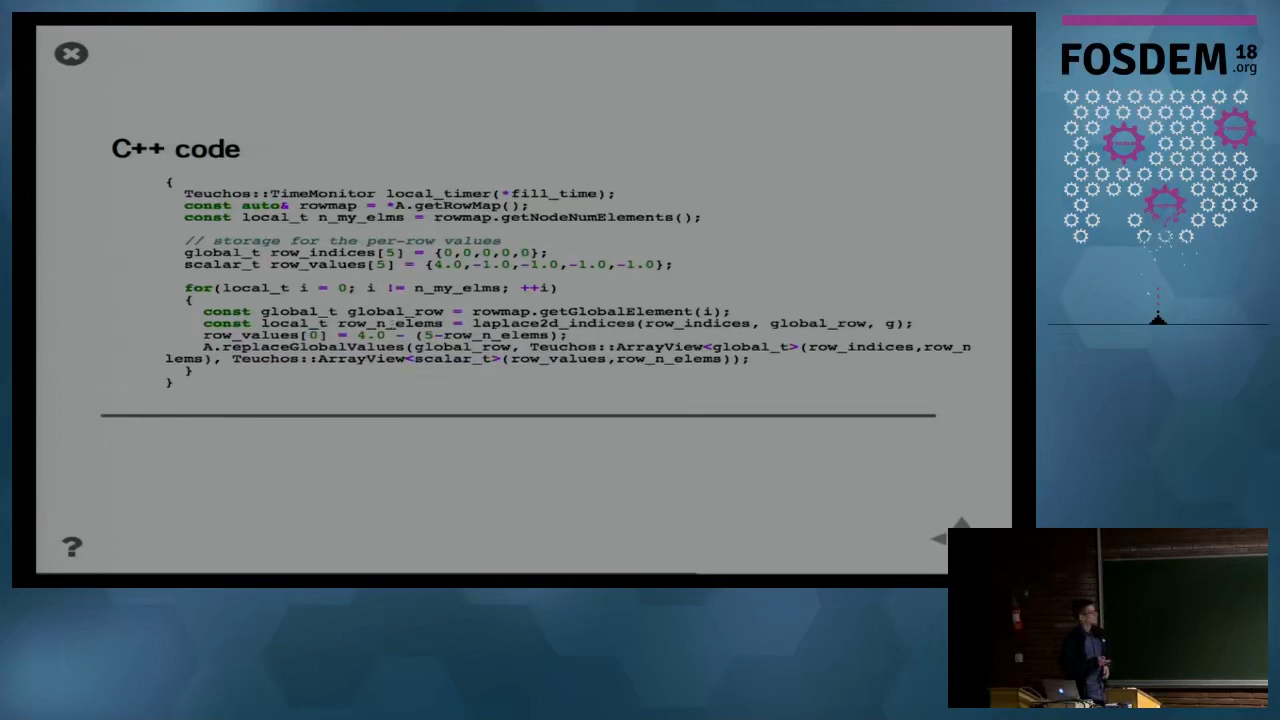 FOSDEM 18
.org
C++ code
{
Teuchos::TimeMonitor local_timer(*fill_time);
const auto& rowmap = *A.getRowMap();
const local_t n_my_elms = rowmap.getNodeNumElements();
// storage for the per-row values
global_t row_indices[5] = {0,0,0,0,0};
scalar_t row_values[5] = {4.0,-1.0,-1.0,-1.0,-1.0};
for(local_t i = 0; i != n_my_elms; ++i)
{
const global_t global_row = rowmap.getGlobalElement(i);
const local_t row_n_elems = laplace2d_indices(row_indices, global_row, g);
row_values[0] = 4.0 - (5-row_n_elems);
A.replaceGlobalValues(global_row, Teuchos::ArrayView<global_t>(row_indices,row_n
lems), Teuchos::ArrayView<scalar_t>(row_values,row_n_elems));
}
}
?